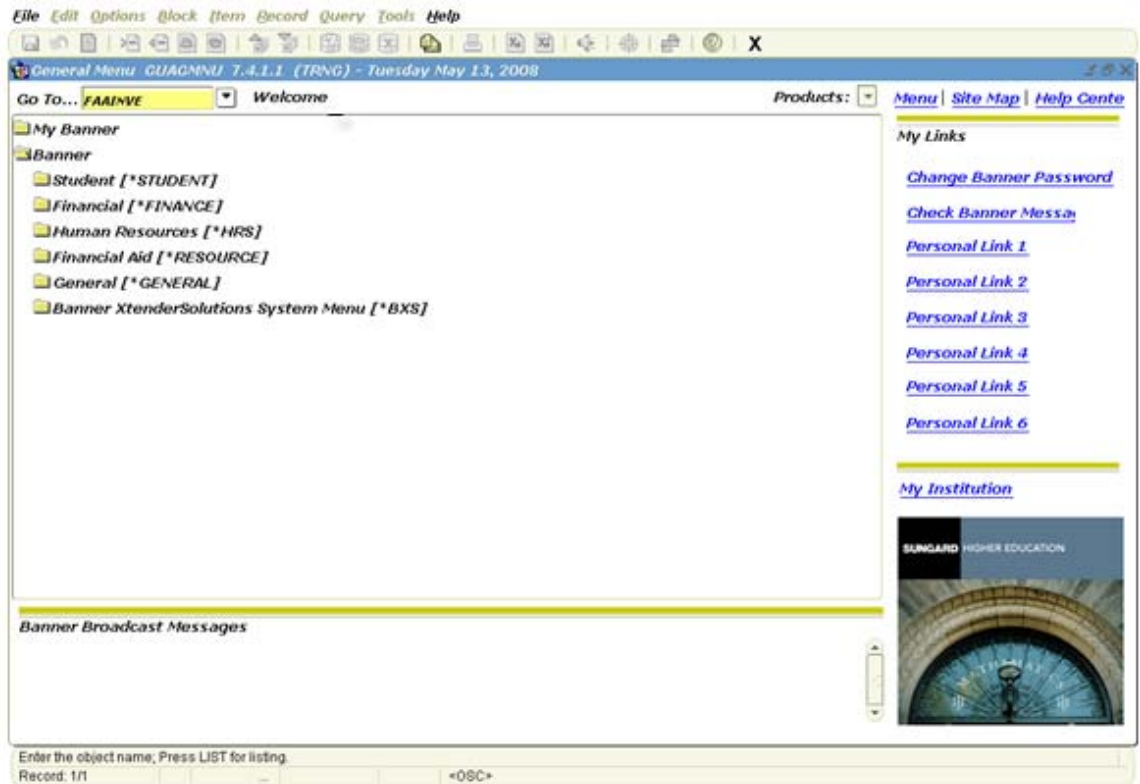 File Edit Options Block Item Record Query Tools Help
General Menu GUAGMNU 7.4.1.1 (TRNG) - Tuesday May 13, 2008
Go To... FAAINVE Welcome Products: Menu | Site Map | Help Cente
My Banner
Banner
Student [*STUDENT]
Financial [*FINANCE]
Human Resources [*HRS]
Financial Aid [*RESOURCE]
General [*GENERAL]
Banner XtenderSolutions System Menu [*BXS]
My Links
Change Banner Password
Check Banner Messa
Personal Link 1
Personal Link 2
Personal Link 3
Personal Link 4
Personal Link 5
Personal Link 6
My Institution
SUNGARD HIGHER EDUCATION
Banner Broadcast Messages
Enter the object name; Press LIST for listing.
Record: 1/1 ... <OSC>